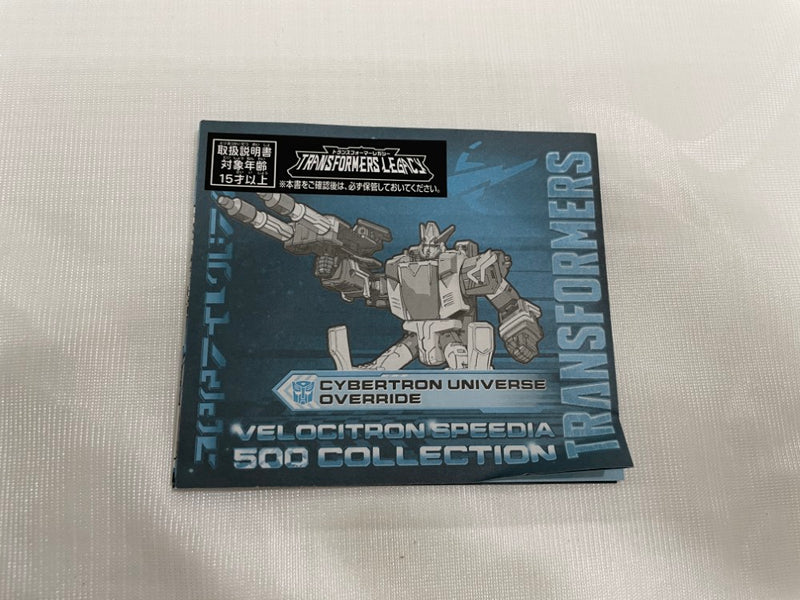 取扱説明書
対象年齢
15才以上
トランスフォーマーレガシー
TRANSFORMERS LEGACY
※本書をご確認後は、必ず保管しておいてください。
TRANSFORMERS
CYBERTRON UNIVERSE
OVERRIDE
VELOCITRON SPEEDIA
500 COLLECTION